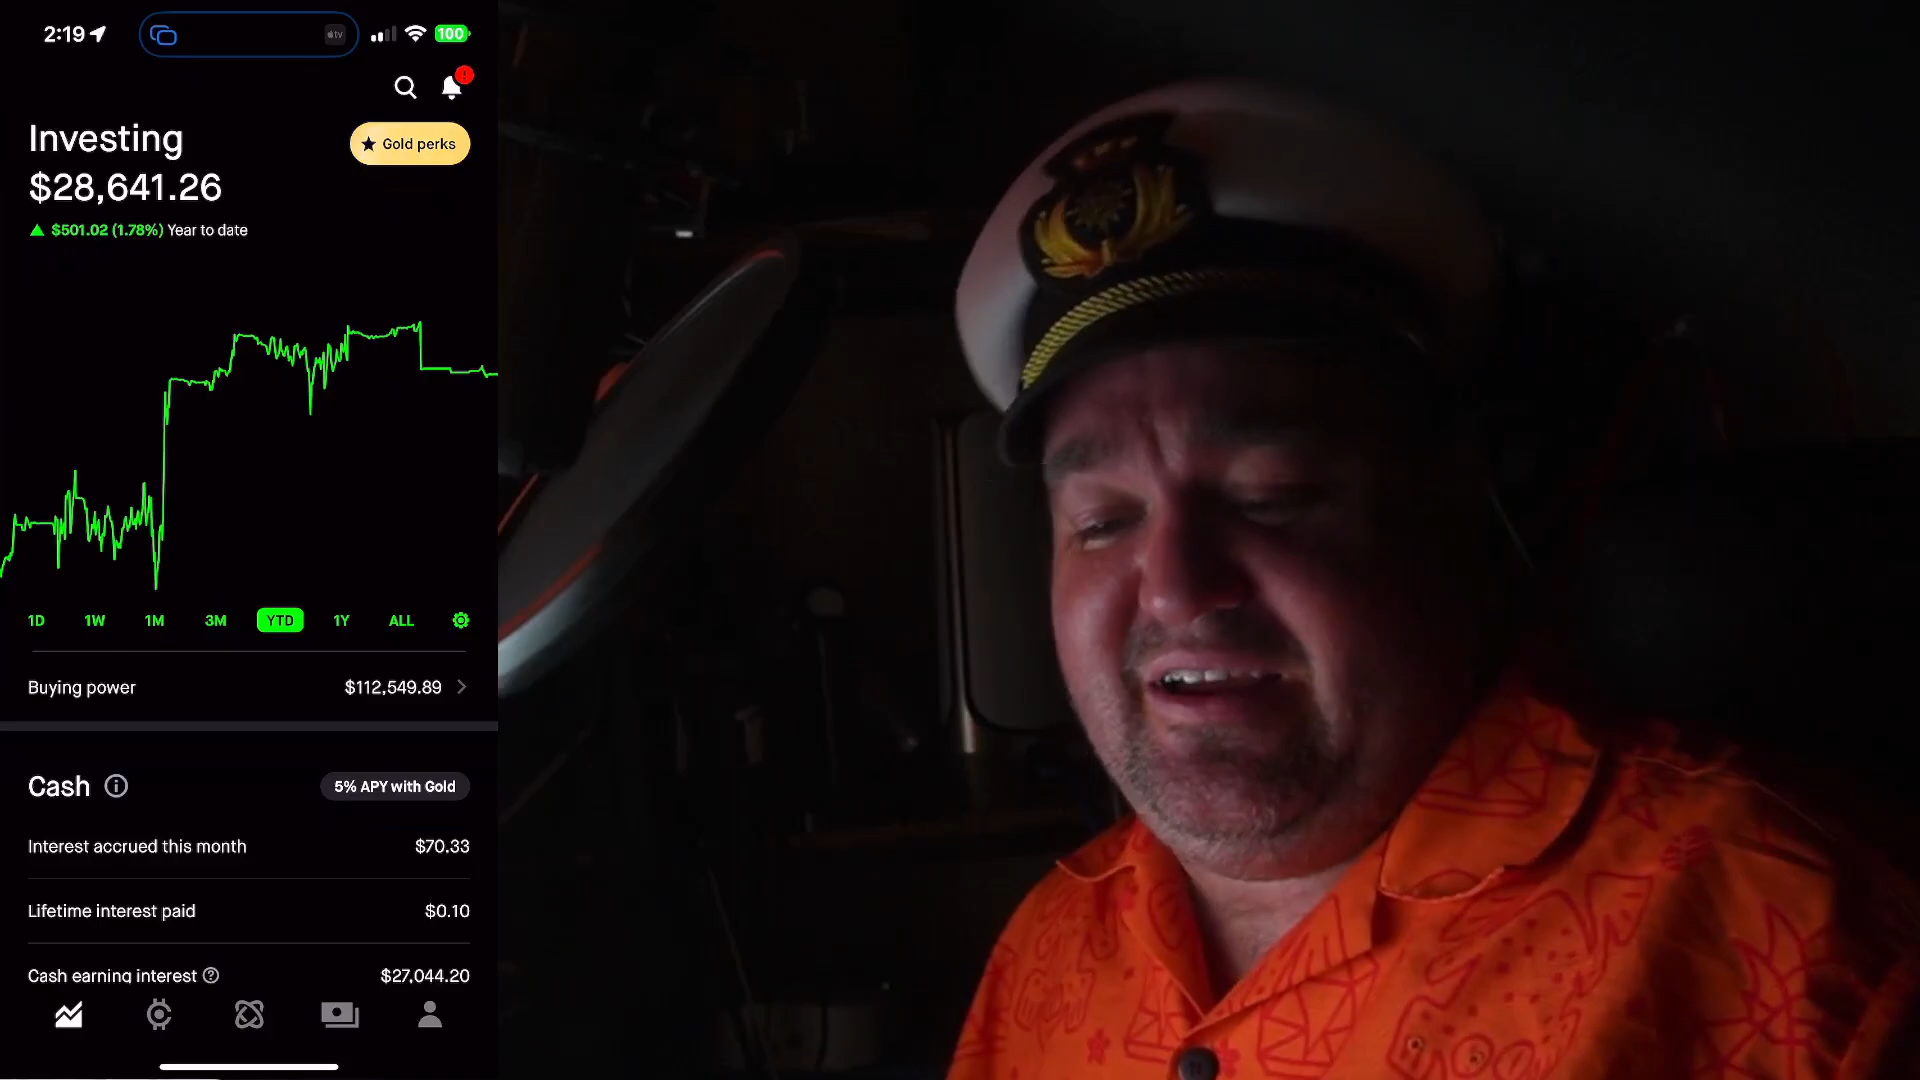 2:19
tv
100
!
Investing
Gold perks
$28,641.26
$501.02 (1.78%) Year to date
1D 1W 1M 3M YTD 1Y ALL
Buying power $112,549.89
Cash 5% APY with Gold
Interest accrued this month $70.33
Lifetime interest paid $0.10
Cash earning interest $27,044.20